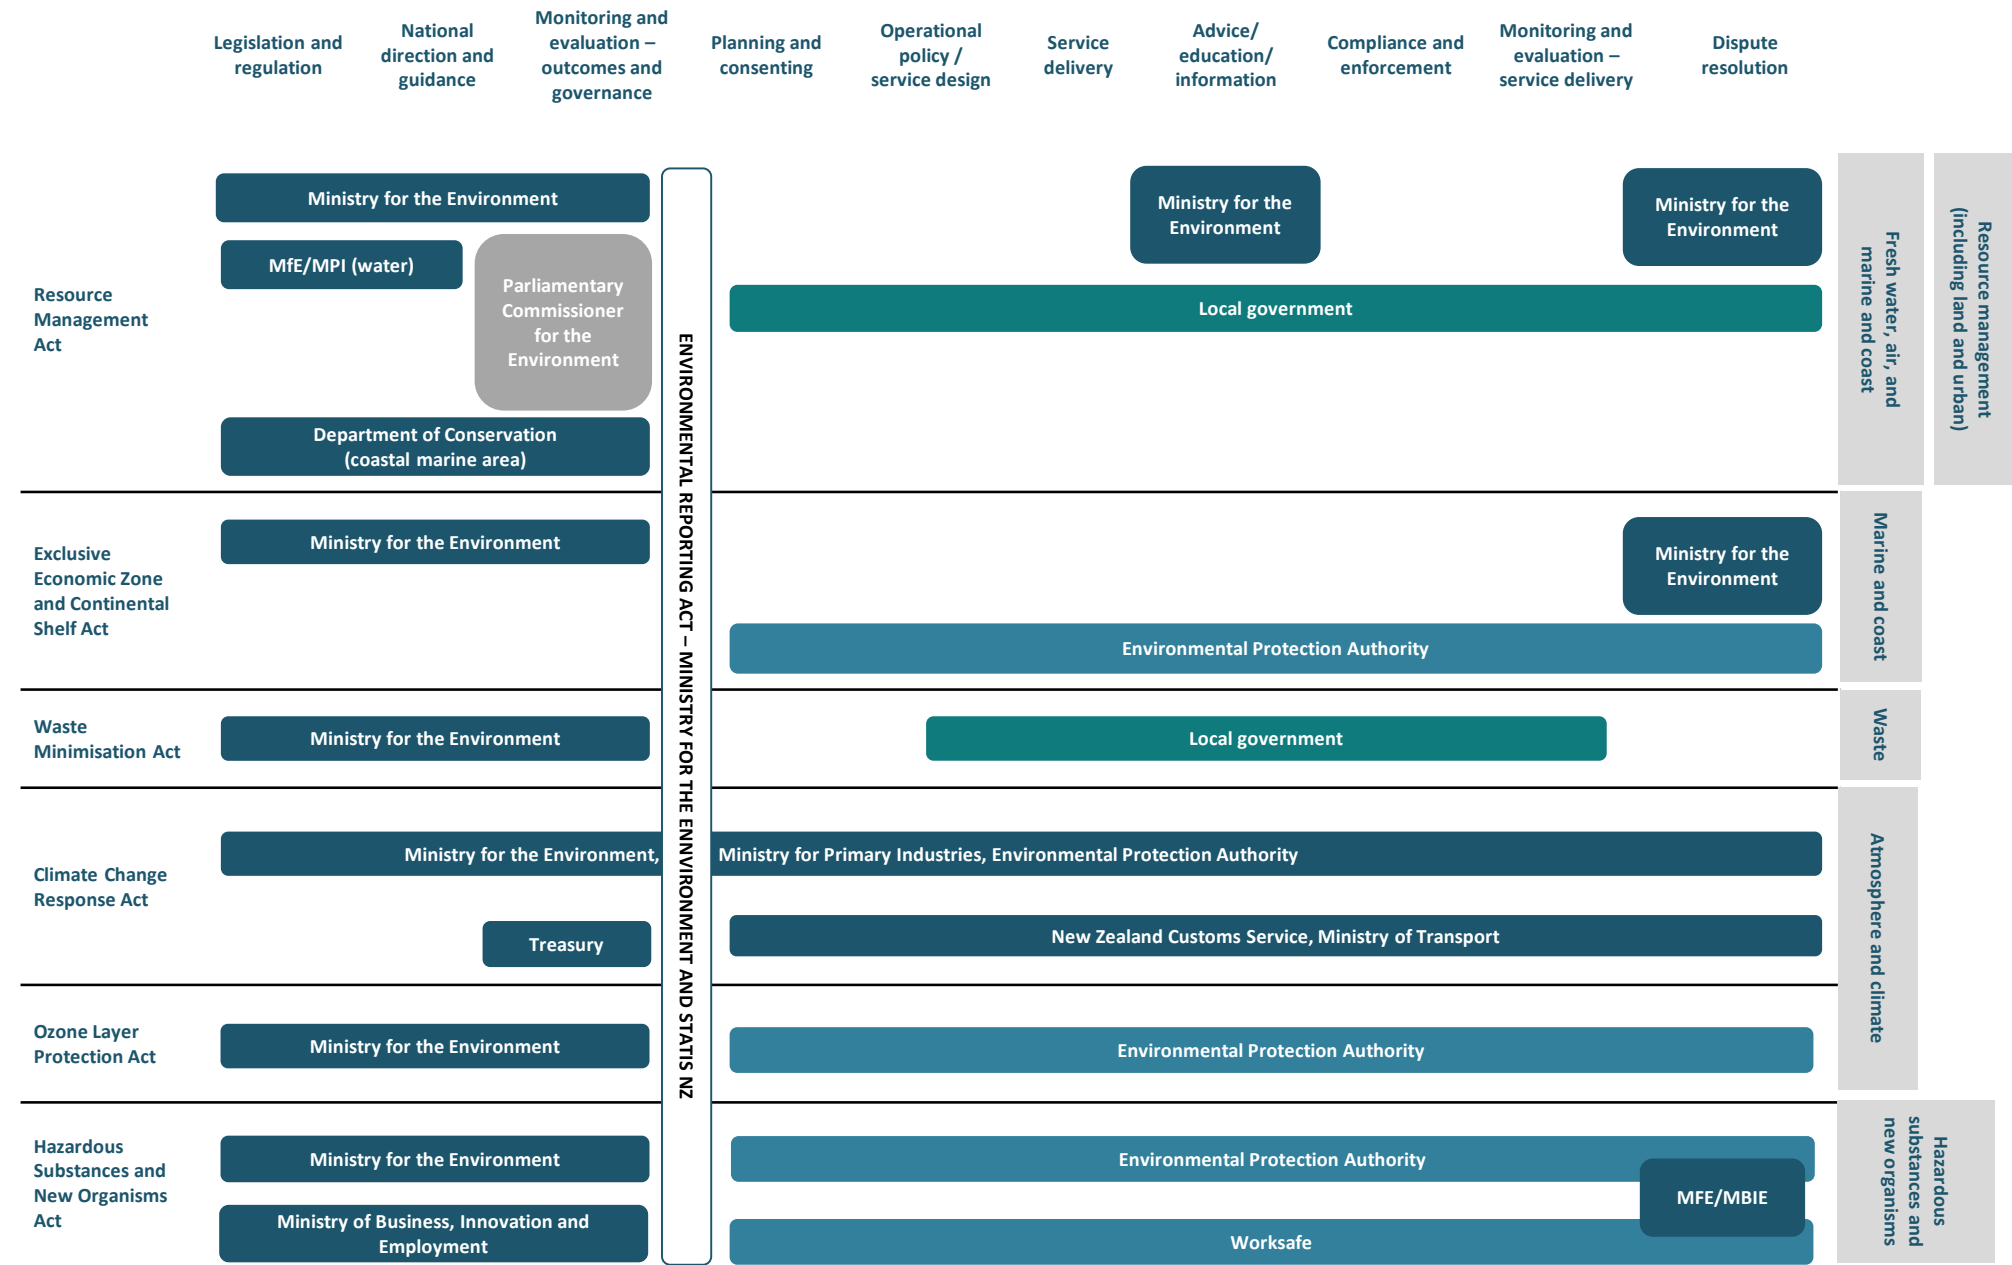 Legislation and
regulation
National
direction and
guidance
Monitoring and
evaluation –
outcomes and
governance
Planning and
consenting
Operational
policy /
service design
Service
delivery
Advice/
education/
information
Compliance and
enforcement
Monitoring and
evaluation –
service delivery
Dispute
resolution
Resource
Management
Act
Ministry for the Environment
MfE/MPI (water)
Parliamentary
Commissioner
for the
Environment
Department of Conservation
(coastal marine area)
ENVIRONMENTAL REPORTING ACT – MINISTRY FOR THE ENVIRONMENT AND STATIS NZ
Ministry for the
Environment
Ministry for the
Environment
Local government
Fresh water, air, and
marine and coast
Resource management
(including land and urban)
Exclusive
Economic Zone
and Continental
Shelf Act
Ministry for the Environment
Ministry for the
Environment
Environmental Protection Authority
Marine and coast
Waste
Minimisation Act
Ministry for the Environment
Local government
Waste
Climate Change
Response Act
Ministry for the Environment, Ministry for Primary Industries, Environmental Protection Authority
Treasury
New Zealand Customs Service, Ministry of Transport
Atmosphere and climate
Ozone Layer
Protection Act
Ministry for the Environment
Environmental Protection Authority
Hazardous
Substances and
New Organisms
Act
Ministry for the Environment
Ministry of Business, Innovation and
Employment
Environmental Protection Authority
MFE/MBIE
Worksafe
Hazardous
substances and
new organisms